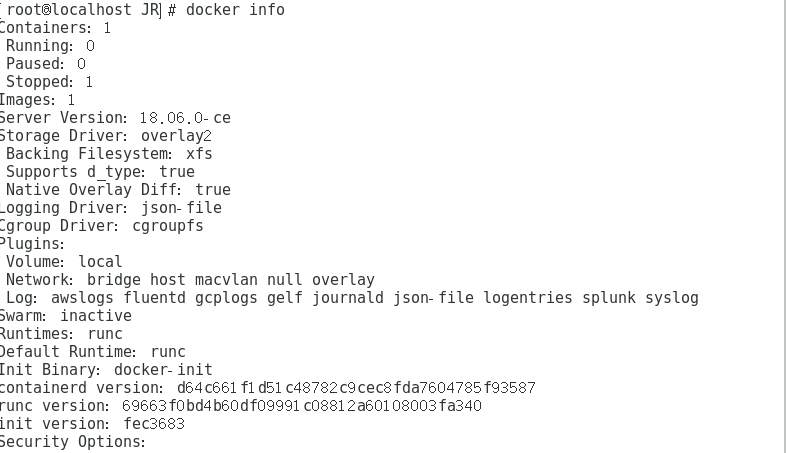 [root@localhost JR]# docker info
Containers: 1
Running: 0
Paused: 0
Stopped: 1
Images: 1
Server Version: 18.06.0-ce
Storage Driver: overlay2
Backing Filesystem: xfs
Supports d_type: true
Native Overlay Diff: true
Logging Driver: json-file
Cgroup Driver: cgroupfs
Plugins:
Volume: local
Network: bridge host macvlan null overlay
Log: awslogs fluentd gcplogs gelf journald json-file logentries splunk syslog
Swarm: inactive
Runtimes: runc
Default Runtime: runc
Init Binary: docker-init
containerd version: d64c661f1d51c48782c9cec8fda7604785f93587
runc version: 69663f0bd4b60df09991c08812a60108003fa340
init version: fec3683
Security Options: